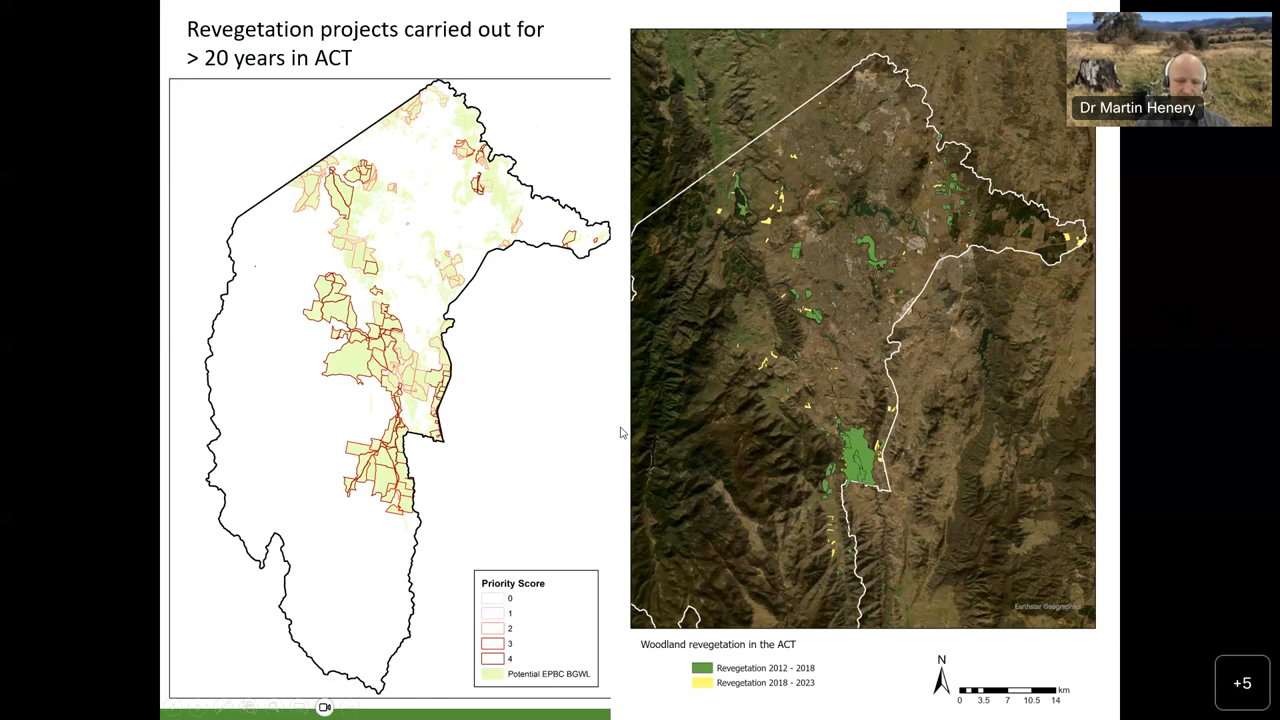 Revegetation projects carried out for
> 20 years in ACT
Dr Martin Henery
Priority Score
0
1
2
3
4
Potential EPBC BGWL
Earthstar Geographics
Woodland revegetation in the ACT
Revegetation 2012 - 2018
Revegetation 2018 - 2023
N
km
0 3.5 7 10.5 14
+5